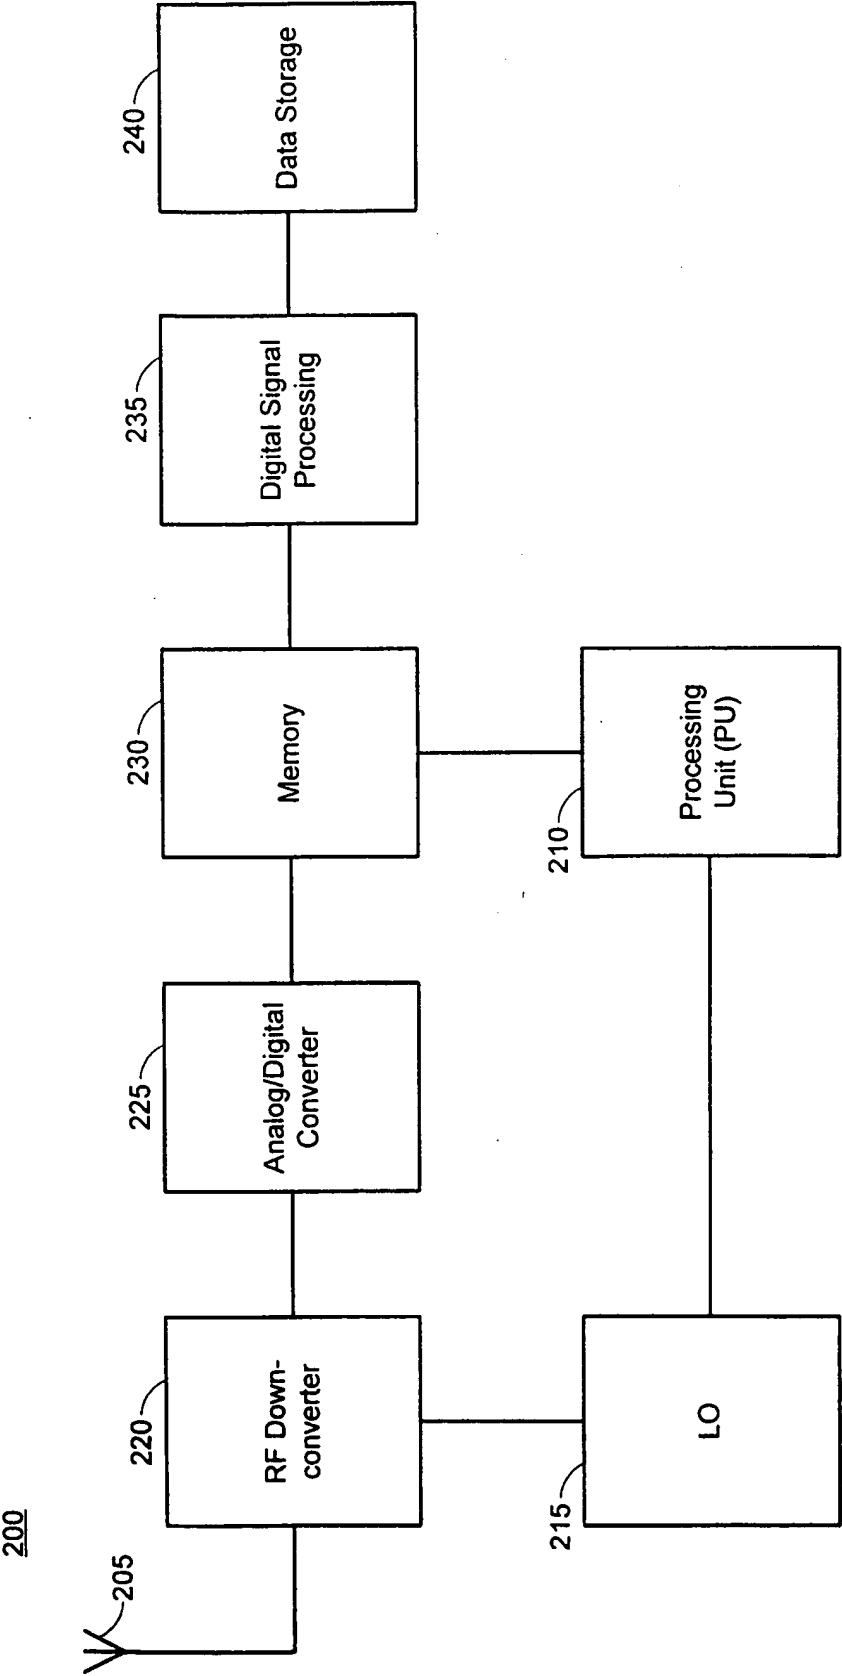 200
205
220
RF Down-
converter
225
Analog/Digital
Converter
230
Memory
235
Digital Signal
Processing
240
Data Storage
215
LO
210
Processing
Unit (PU)